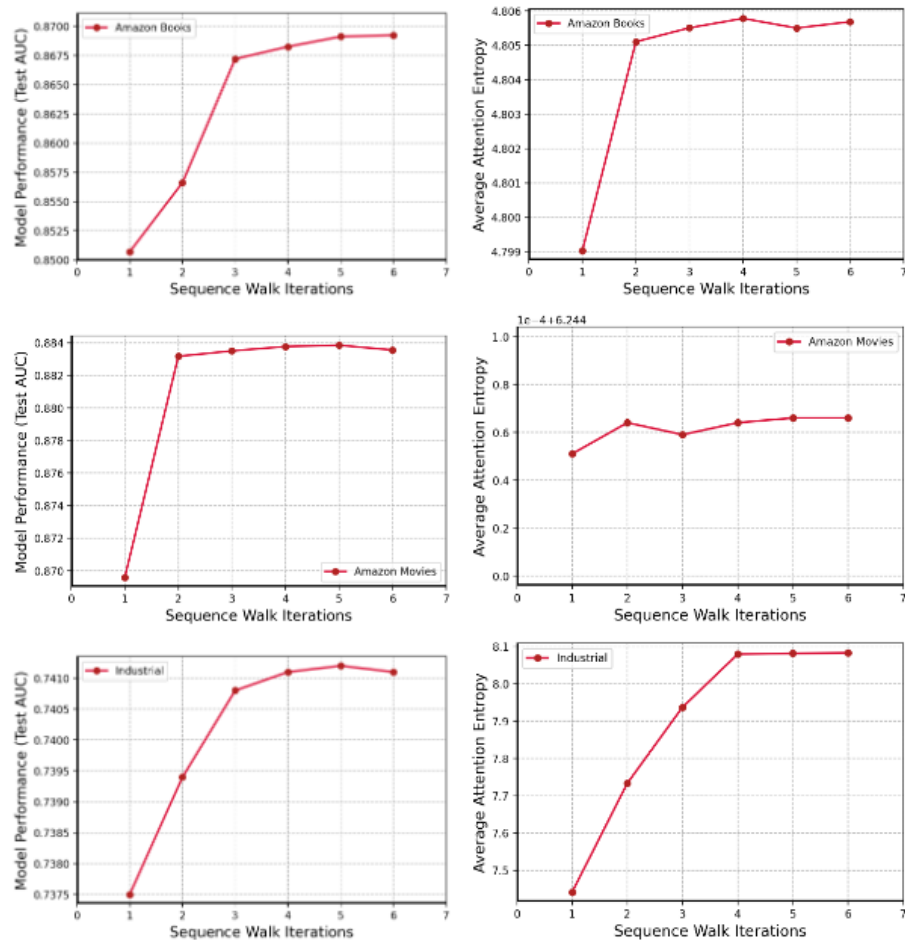 Amazon Books
Model Performance (Test AUC)
0.8700
0.8675
0.8650
0.8625
0.8600
0.8575
0.8550
0.8525
0.8500
0 1 2 3 4 5 6 7
Sequence Walk Iterations
Amazon Books
Average Attention Entropy
4.806
4.805
4.804
4.803
4.802
4.801
4.800
4.799
0 1 2 3 4 5 6 7
Sequence Walk Iterations
Model Performance (Test AUC)
0.884
0.882
0.880
0.878
0.876
0.874
0.872
0.870
Amazon Movies
0 1 2 3 4 5 6 7
Sequence Walk Iterations
1e−4+6.244
Amazon Movies
Average Attention Entropy
1.0
0.8
0.6
0.4
0.2
0.0
0 1 2 3 4 5 6 7
Sequence Walk Iterations
Industrial
Model Performance (Test AUC)
0.7410
0.7405
0.7400
0.7395
0.7390
0.7385
0.7380
0.7375
0 1 2 3 4 5 6 7
Sequence Walk Iterations
Industrial
Average Attention Entropy
8.1
8.0
7.9
7.8
7.7
7.6
7.5
0 1 2 3 4 5 6 7
Sequence Walk Iterations